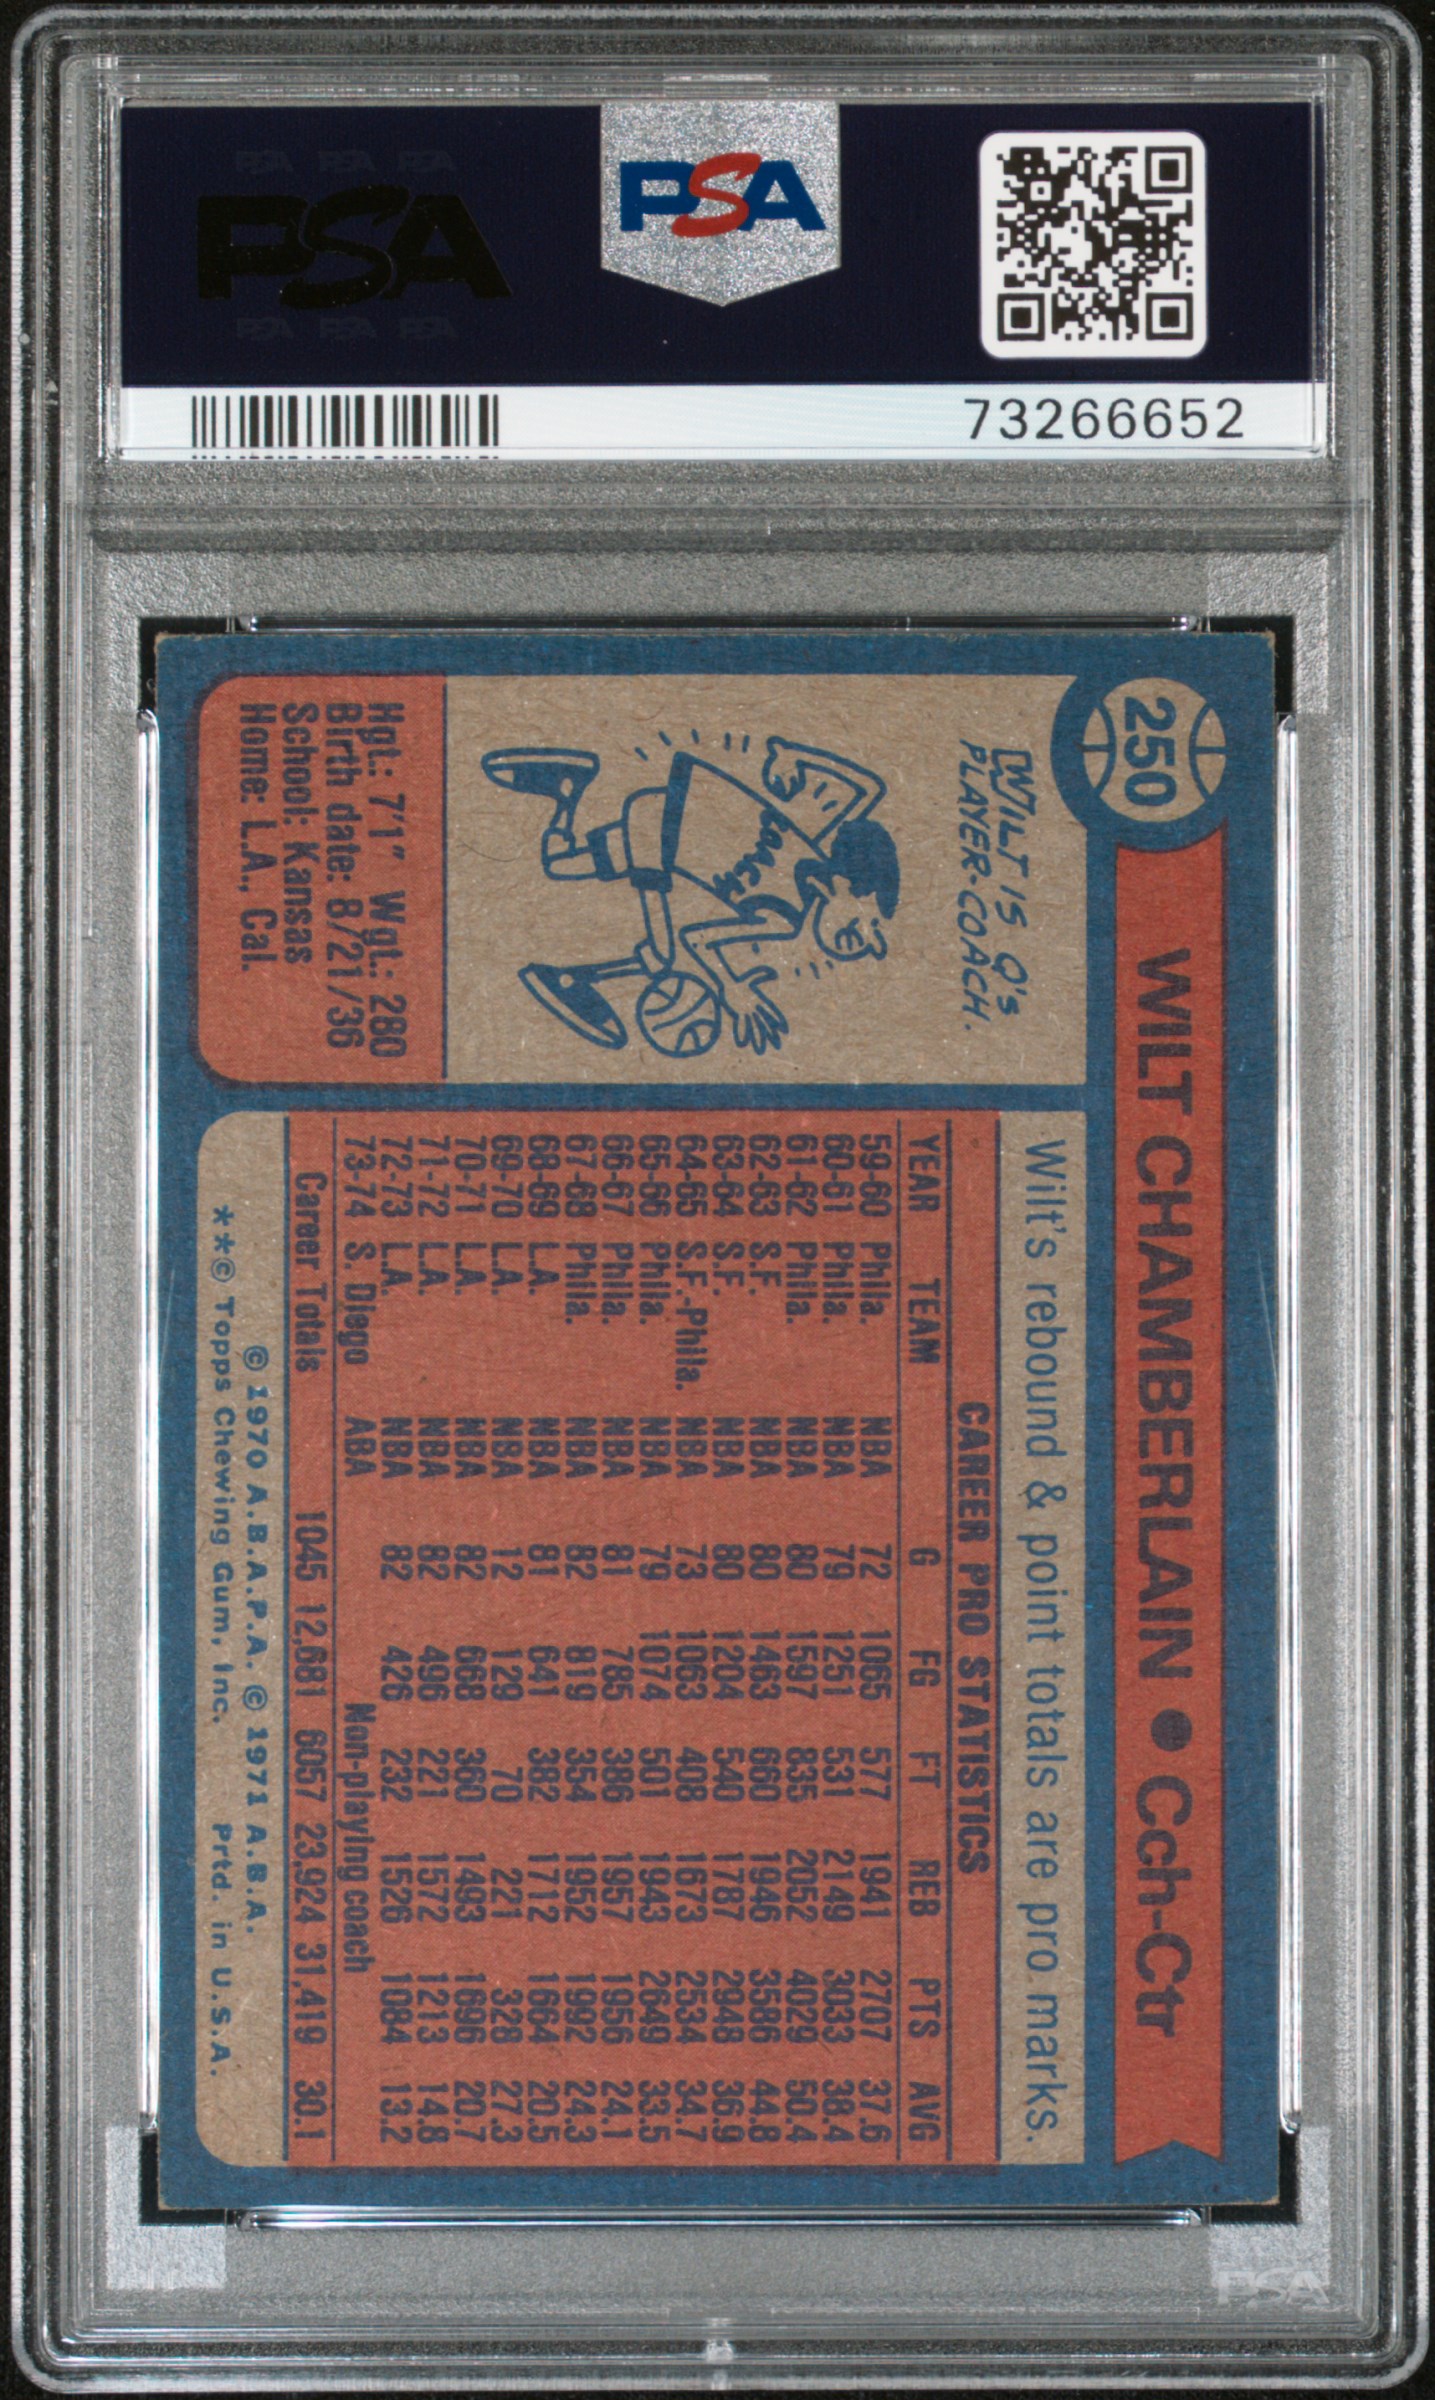 PSA PSA PSA
PSA
PSA PSA PSA
PSA
73266652
250
WILT CHAMBERLAIN ● Cch-Ctr
WILT IS Q's
PLAYER-COACH.
Hgt.: 7'1" Wgt.: 280
Birth date: 8/21/36
School: Kansas
Home: L.A., Cal.
Wilt's rebound & point totals are pro marks.
CAREER PRO STATISTICS
YEAR TEAM G FG FT REB PTS AVG
59-60 Phila. NBA 72 1065 577 1941 2707 37.6
60-61 Phila. NBA 79 1251 531 2149 3033 38.4
61-62 Phila. NBA 80 1597 835 2052 4029 50.4
62-63 S.F. NBA 80 1463 660 1946 3586 44.8
63-64 S.F. NBA 80 1204 540 1787 2948 36.9
64-65 S.F.-Phila. NBA 73 1063 408 1673 2534 34.7
65-66 Phila. NBA 79 1074 501 1943 2649 33.5
66-67 Phila. NBA 81 785 386 1957 1956 24.1
67-68 Phila. NBA 82 819 354 1952 1992 24.3
68-69 L.A. NBA 81 641 382 1712 1664 20.5
69-70 L.A. NBA 12 129 70 221 328 27.3
70-71 L.A. NBA 82 668 360 1493 1696 20.7
71-72 L.A. NBA 82 496 221 1572 1213 14.8
72-73 L.A. NBA 82 426 232 1526 1084 13.2
73-74 S. Diego ABA Non-playing coach
Career Totals 1045 12,681 6057 23,924 31,419 30.1
© 1970 A.B.A.P.A. © 1971 A.B.A.
**© Topps Chewing Gum, Inc. Prtd. in U.S.A.
PSA